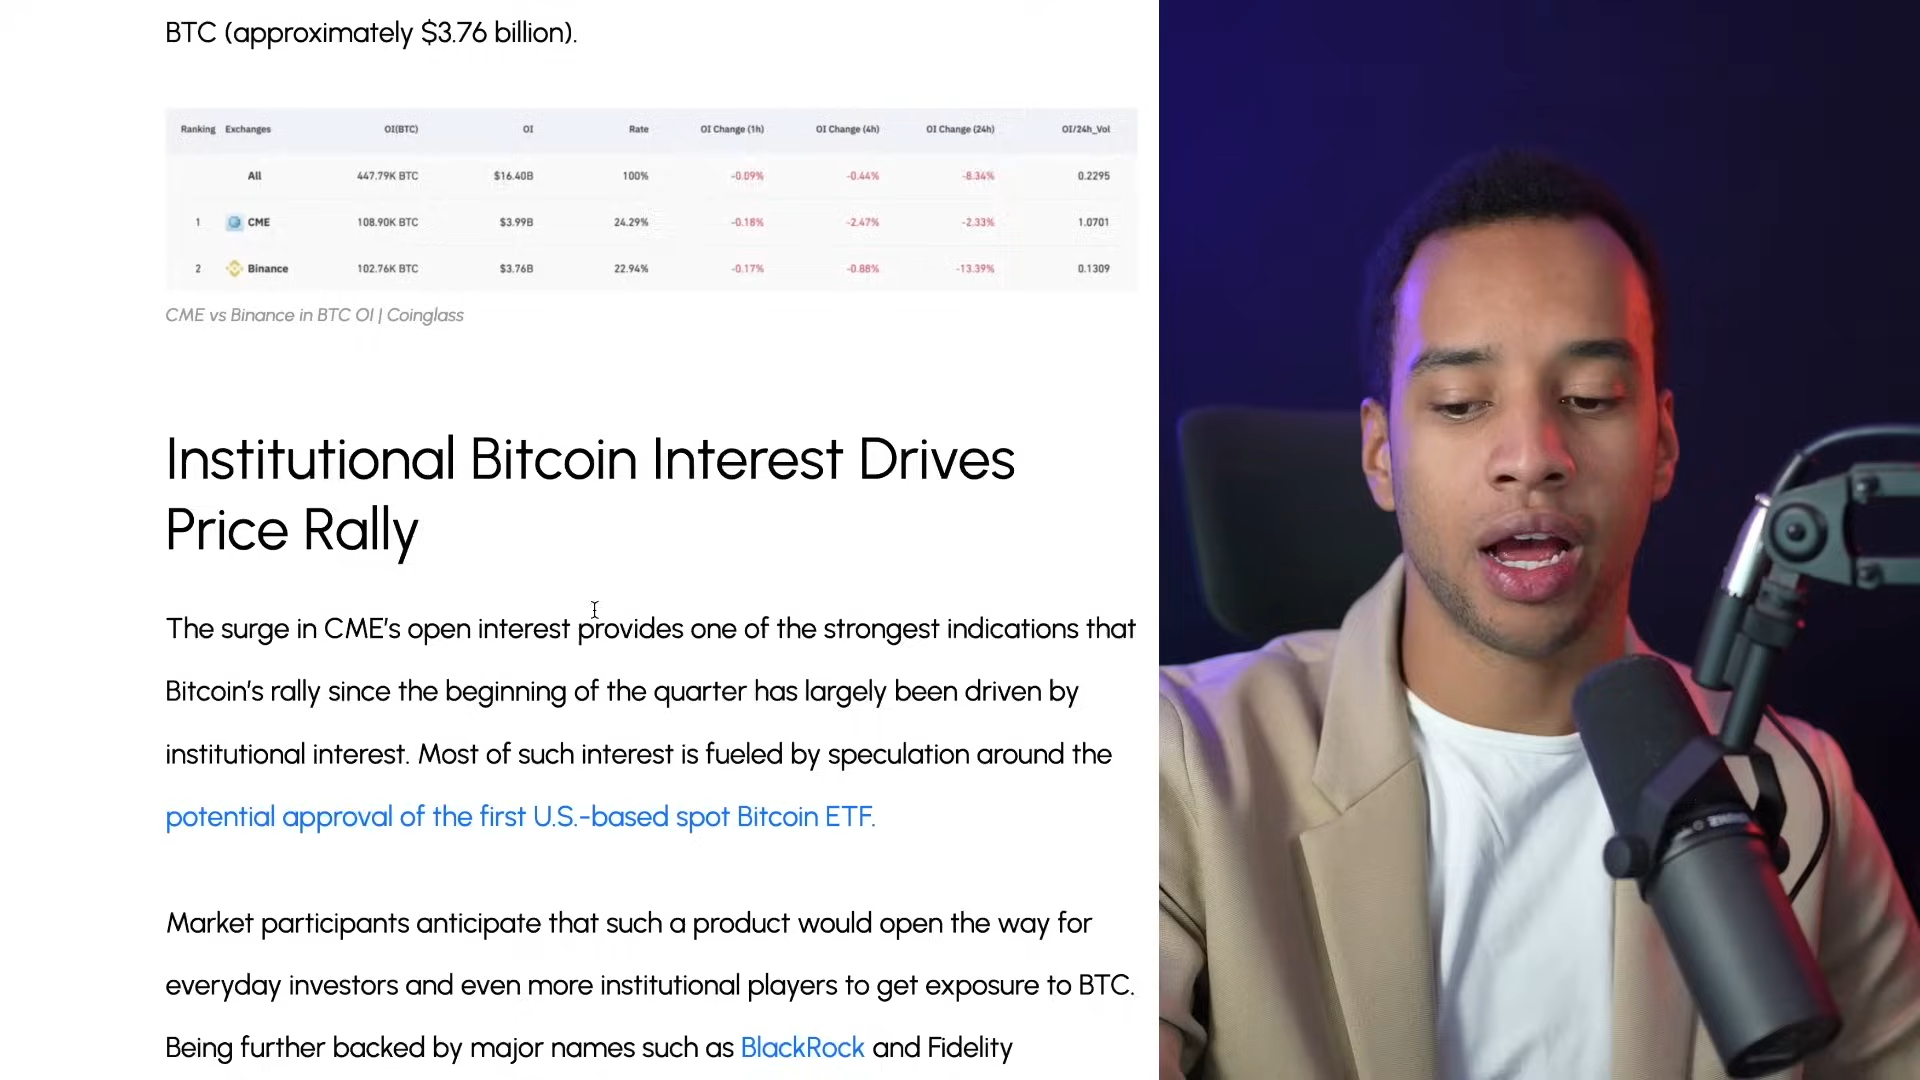 BTC (approximately $3.76 billion).
Ranking Exchanges OI(BTC) OI Rate OI Change (1h) OI Change (4h) OI Change (24h) OI/24h_Vol
All 447.79K BTC $16.40B 100% -0.09% -0.44% -8.34% 0.2295
1 CME 108.90K BTC $3.99B 24.29% -0.18% -2.47% -2.33% 1.0701
2 Binance 102.76K BTC $3.76B 22.94% -0.17% -0.88% -13.39% 0.1309
CME vs Binance in BTC OI | Coinglass
Institutional Bitcoin Interest Drives
Price Rally
The surge in CME’s open interest provides one of the strongest indications that
Bitcoin’s rally since the beginning of the quarter has largely been driven by
institutional interest. Most of such interest is fueled by speculation around the
potential approval of the first U.S.-based spot Bitcoin ETF.
Market participants anticipate that such a product would open the way for
everyday investors and even more institutional players to get exposure to BTC.
Being further backed by major names such as BlackRock and Fidelity